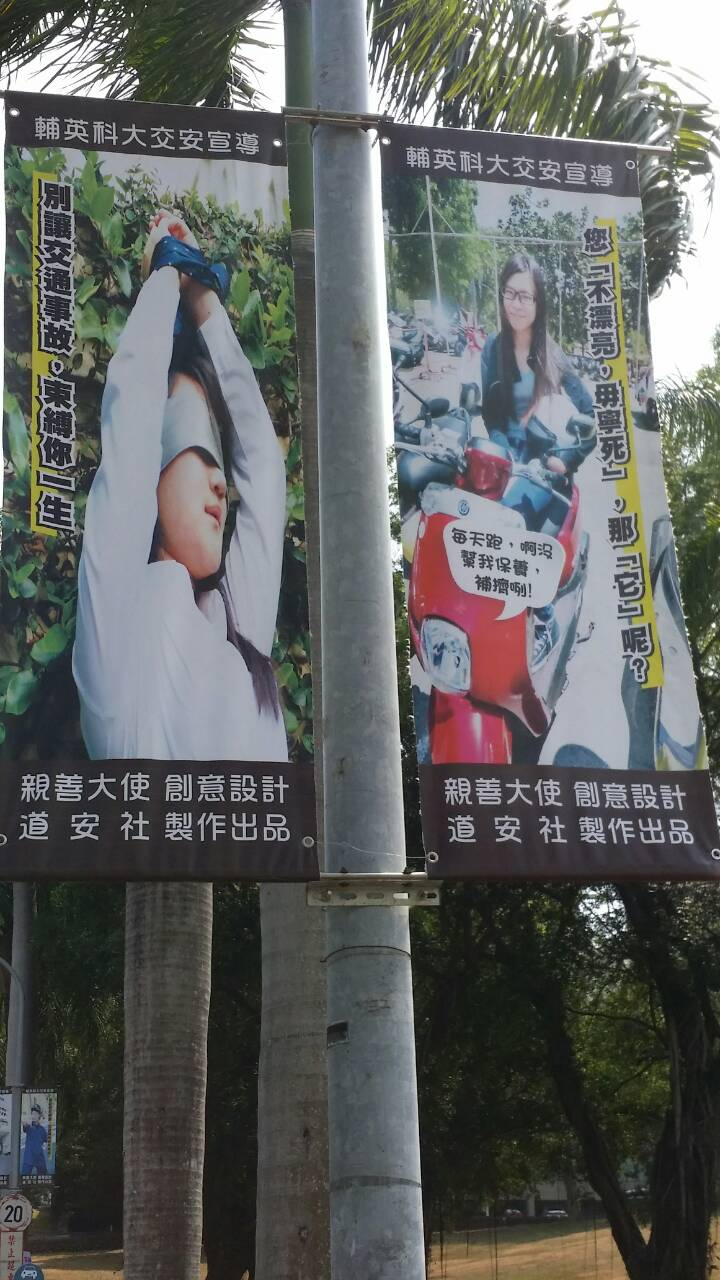 輔英科大交安宣導
別讓交通事故，束縛你一生
親善大使 創意設計
道安社 製作出品
輔英科大交安宣導
您「不漂亮，毋寧死」，那「它」呢？
每天跑，啊沒
幫我保養，
補擠咧!
親善大使 創意設計
道安社 製作出品
20